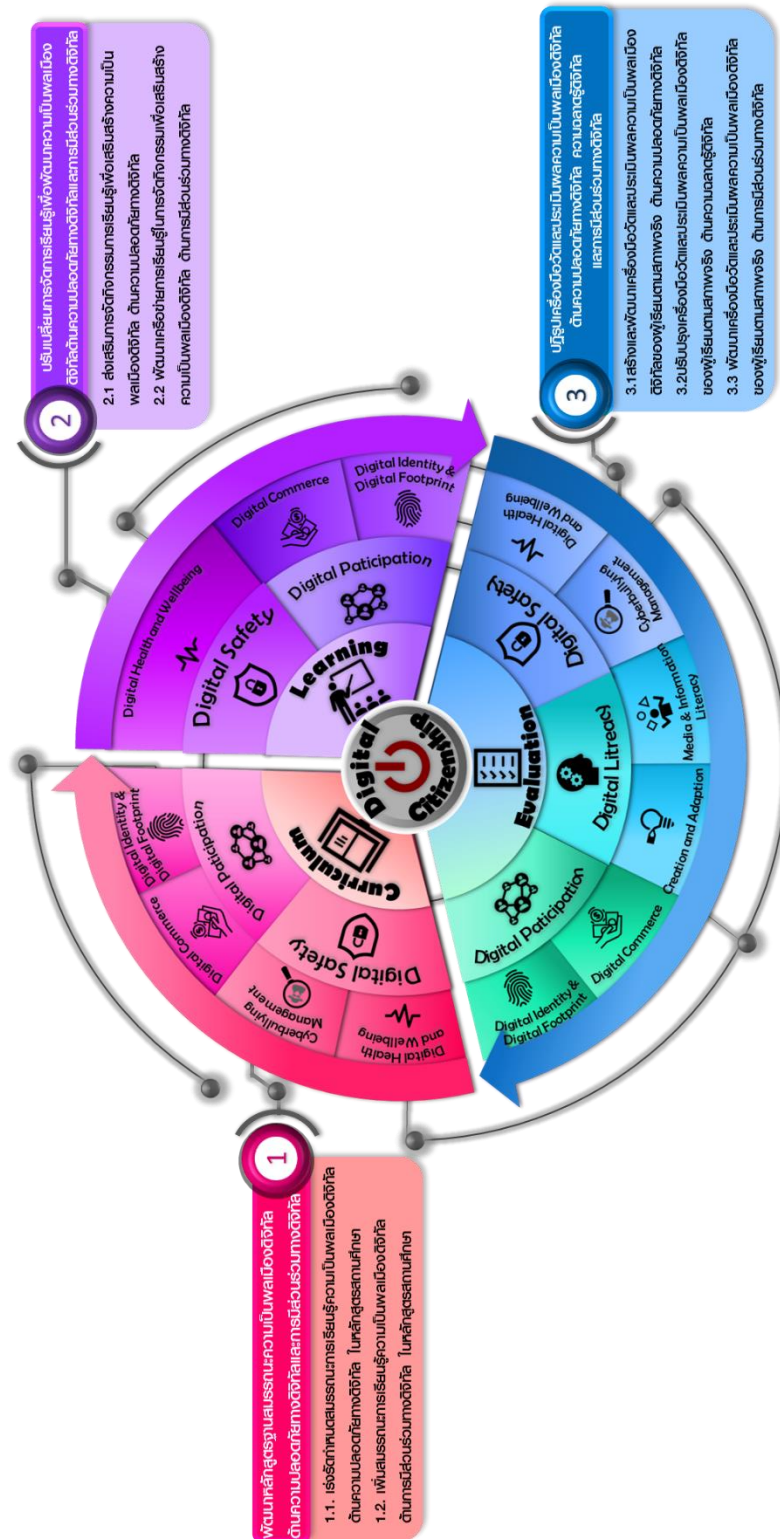 พัฒนาหลักสูตรฐานสมรรถนะความเป็นพลเมืองดิจิทัล
ด้านความปลอดภัยทางดิจิทัลและการมีส่วนร่วมทางดิจิทัล
1
1.1. เร่งรัดกำหนดสมรรถนะการเรียนรู้ความเป็นพลเมืองดิจิทัล
ด้านความปลอดภัยทางดิจิทัล ในหลักสูตรสถานศึกษา
1.2. เพิ่มสมรรถนะการเรียนรู้ความเป็นพลเมืองดิจิทัล
ด้านการมีส่วนร่วมทางดิจิทัล ในหลักสูตรสถานศึกษา
2
ปรับเปลี่ยนการจัดการเรียนรู้เพื่อพัฒนาความเป็นพลเมือง
ดิจิทัลด้านความปลอดภัยทางดิจิทัลและการมีส่วนร่วมทางดิจิทัล
2.1 ส่งเสริมการจัดกิจกรรมการเรียนรู้เพื่อเสริมสร้างความเป็น
พลเมืองดิจิทัล ด้านความปลอดภัยทางดิจิทัล
2.2 พัฒนาเครือข่ายการเรียนรู้ในการจัดกิจกรรมเพื่อเสริมสร้าง
ความเป็นพลเมืองดิจิทัล ด้านการมีส่วนร่วมทางดิจิทัล
3
ปฏิรูปเครื่องมือวัดและประเมินผลความเป็นพลเมืองดิจิทัล
ด้านความปลอดภัยทางดิจิทัล ความฉลาดรู้ดิจิทัล
และการมีส่วนร่วมทางดิจิทัล
3.1สร้างและพัฒนาเครื่องมือวัดและประเมินผลความเป็นพลเมือง
ดิจิทัลของผู้เรียนตามสภาพจริง ด้านความปลอดภัยทางดิจิทัล
3.2ปรับปรุงเครื่องมือวัดและประเมินผลความเป็นพลเมืองดิจิทัล
ของผู้เรียนตามสภาพจริง ด้านความฉลาดรู้ดิจิทัล
3.3 พัฒนาเครื่องมือวัดและประเมินผลความเป็นพลเมืองดิจิทัล
ของผู้เรียนตามสภาพจริง ด้านการมีส่วนร่วมทางดิจิทัล
Digital
Citizenship
Curriculum
Digital Safety
Digital Paticipation
Digital Health
and Wellbeing
Cyberbullying
Management
Digital Commerce
Digital Identity &
Digital Footprint
Learning
Digital Safety
Digital Paticipation
Digital Health and Wellbeing
Digital Commerce
Digital Identity &
Digital Footprint
Evaluation
Digital Safety
Digital Litreacy
Digital Paticipation
Digital Health
and Wellbeing
Cyberbullying
Management
Media & Information
Literacy
Creation and Adaption
Digital Commerce
Digital Identity &
Digital Footprint